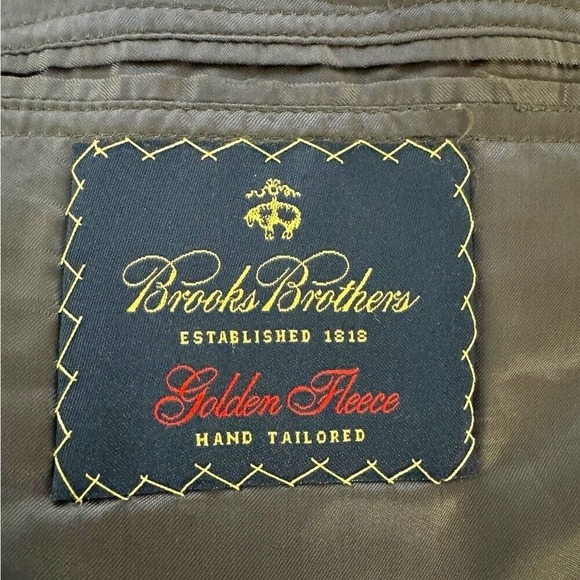 Brooks Brothers
ESTABLISHED 1818
Golden Fleece
HAND TAILORED